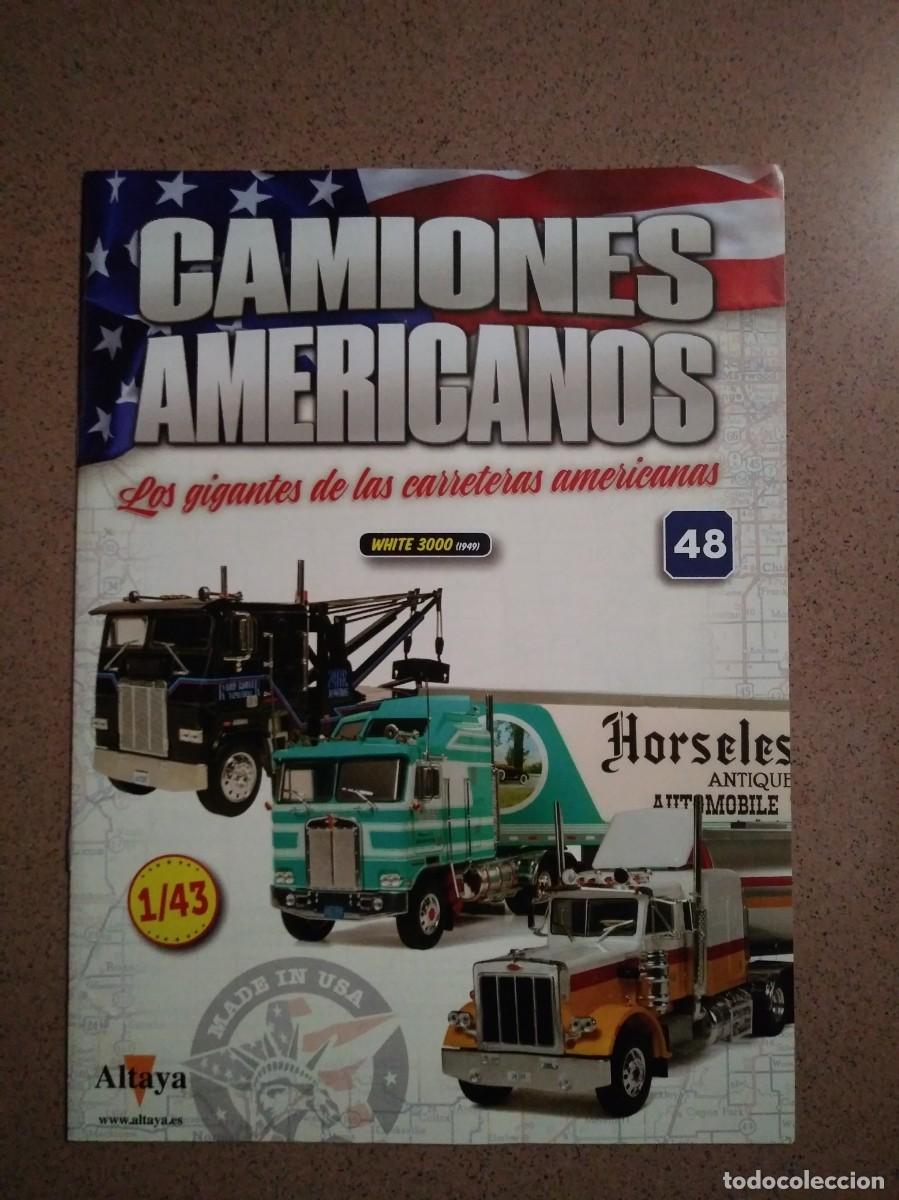 CAMIONES
AMERICANOS
Los gigantes de las carreteras americanas
WHITE 3000 (1949)
48
Horseles
ANTIQUE
AUTOMOBILE
1/43
MADE IN USA
Altaya
www.altaya.es
todocoleccion